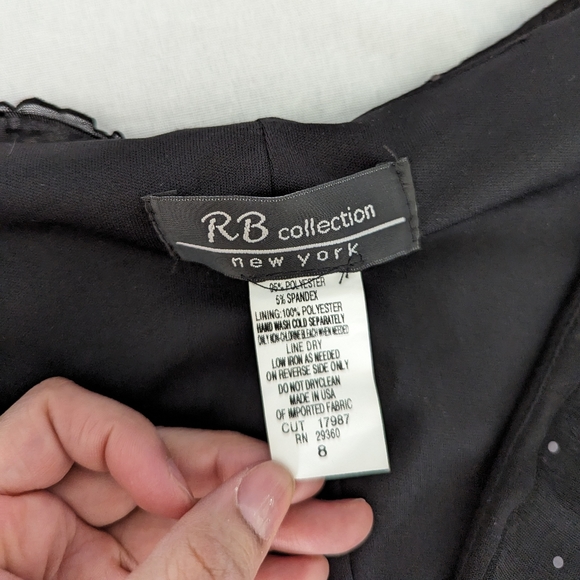 RB collection
new york
95% POLYESTER
5% SPANDEX
LINING:100% POLYESTER
HAND WASH COLD SEPARATELY
ONLY NON-CHLORINE BLEACH WHEN NEEDED
LINE DRY
LOW IRON AS NEEDED
ON REVERSE SIDE ONLY
DO NOT DRYCLEAN
MADE IN USA
OF IMPORTED FABRIC
CUT 17987
RN 29360
8